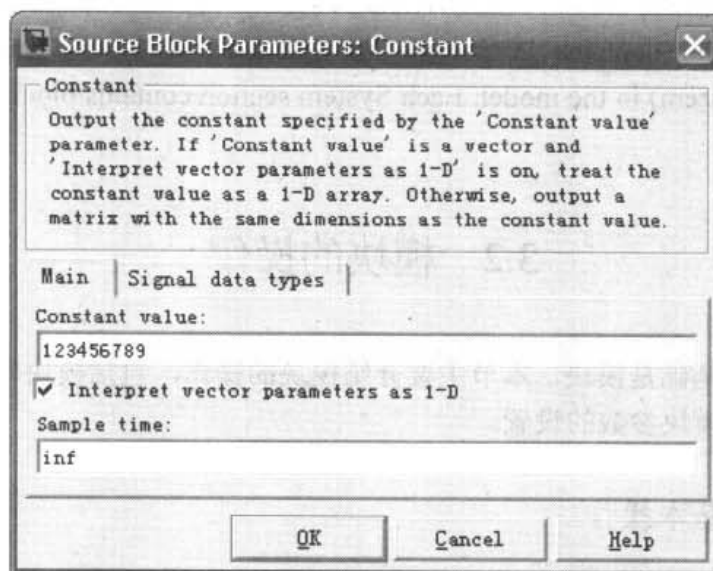 Source Block Parameters: Constant
Constant
Output the constant specified by the 'Constant value'
parameter. If 'Constant value' is a vector and
'Interpret vector parameters as 1-D' is on, treat the
constant value as a 1-D array. Otherwise, output a
matrix with the same dimensions as the constant value.
Main
Signal data types
Constant value:
123456789
Interpret vector parameters as 1-D
Sample time:
inf
OK
Cancel
Help